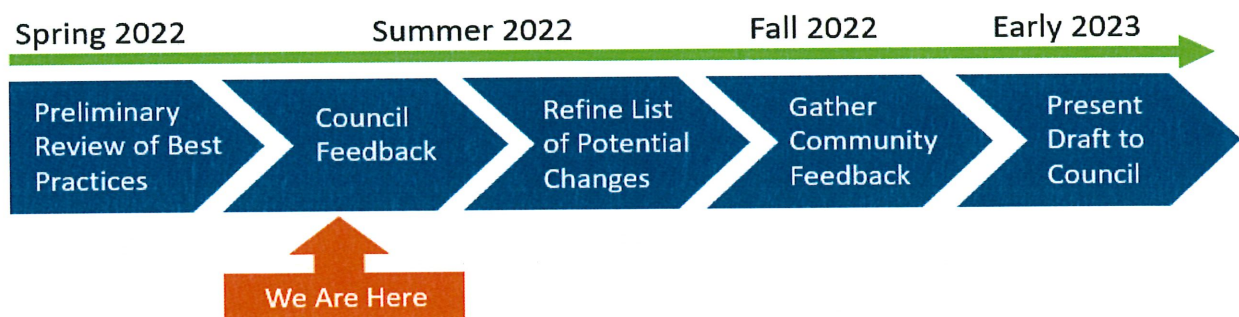 Spring 2022 Summer 2022 Fall 2022 Early 2023
Preliminary
Review of Best
Practices
Council
Feedback
Refine List
of Potential
Changes
Gather
Community
Feedback
Present
Draft to
Council
We Are Here